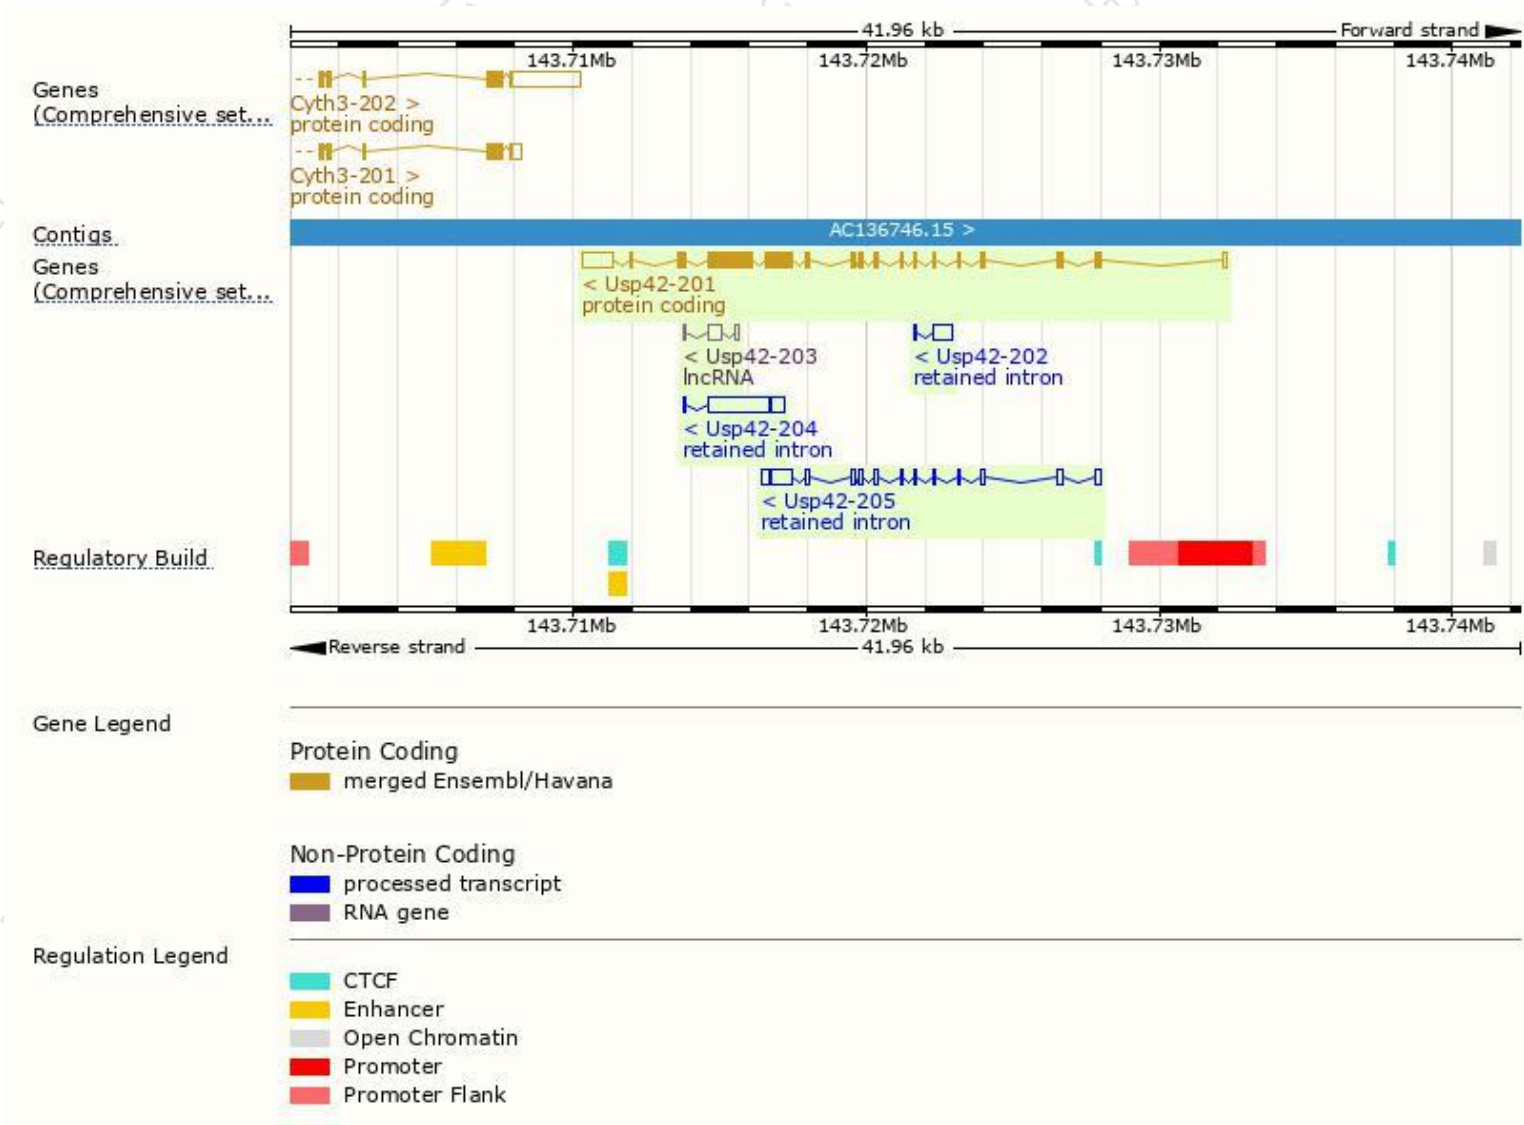 41.96 kb Forward strand
143.71Mb 143.72Mb 143.73Mb 143.74Mb
Genes
(Comprehensive set...
Cyth3-202 >
protein coding
Cyth3-201 >
protein coding
Contigs
AC136746.15 >
Genes
(Comprehensive set...
< Usp42-201
protein coding
< Usp42-203
lncRNA
< Usp42-202
retained intron
< Usp42-204
retained intron
< Usp42-205
retained intron
Regulatory Build
143.71Mb 143.72Mb 143.73Mb 143.74Mb
Reverse strand 41.96 kb
Gene Legend
Protein Coding
merged Ensembl/Havana
Non-Protein Coding
processed transcript
RNA gene
Regulation Legend
CTCF
Enhancer
Open Chromatin
Promoter
Promoter Flank